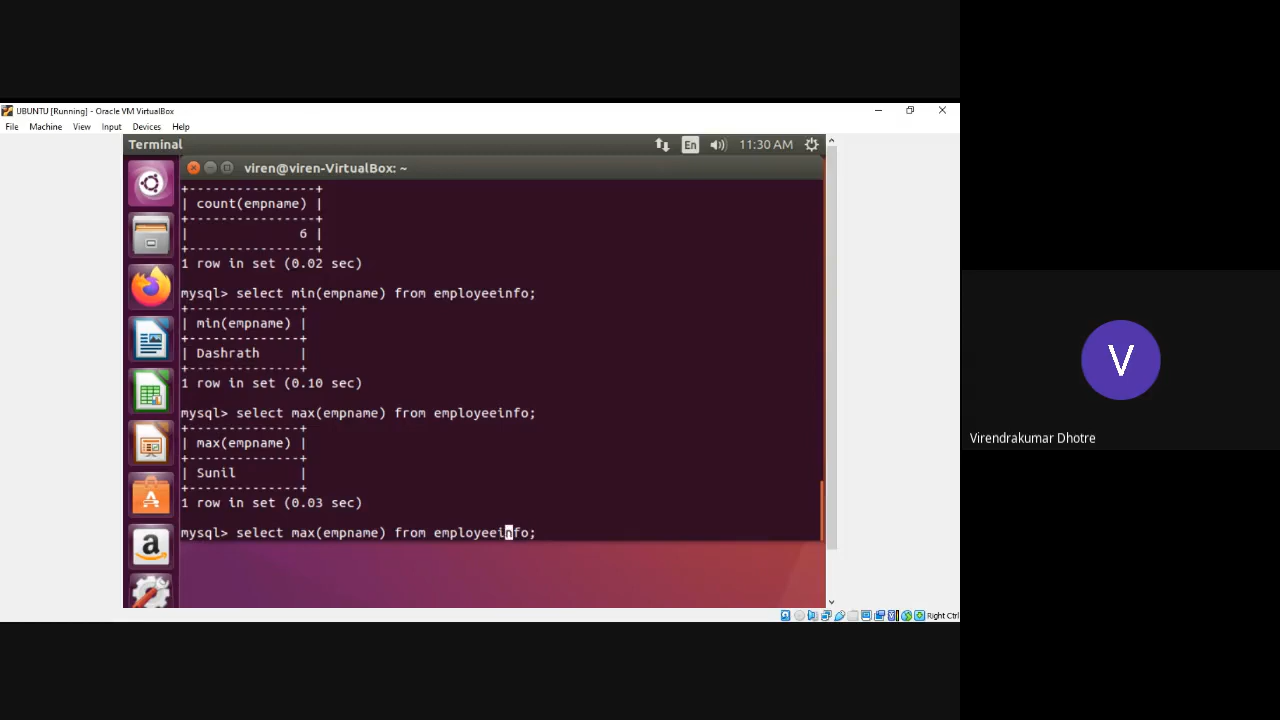 UBUNTU [Running] - Oracle VM VirtualBox
File Machine View Input Devices Help
Terminal En 11:30 AM
viren@viren-VirtualBox: ~
+----------------+
| count(empname) |
+----------------+
|              6 |
+----------------+
1 row in set (0.02 sec)
mysql> select min(empname) from employeeinfo;
+--------------+
| min(empname) |
+--------------+
| Dashrath     |
+--------------+
1 row in set (0.10 sec)
mysql> select max(empname) from employeeinfo;
+--------------+
| max(empname) |
+--------------+
| Sunil        |
+--------------+
1 row in set (0.03 sec)
mysql> select max(empname) from employeeinfo;
Right Ctrl
V
Virendrakumar Dhotre